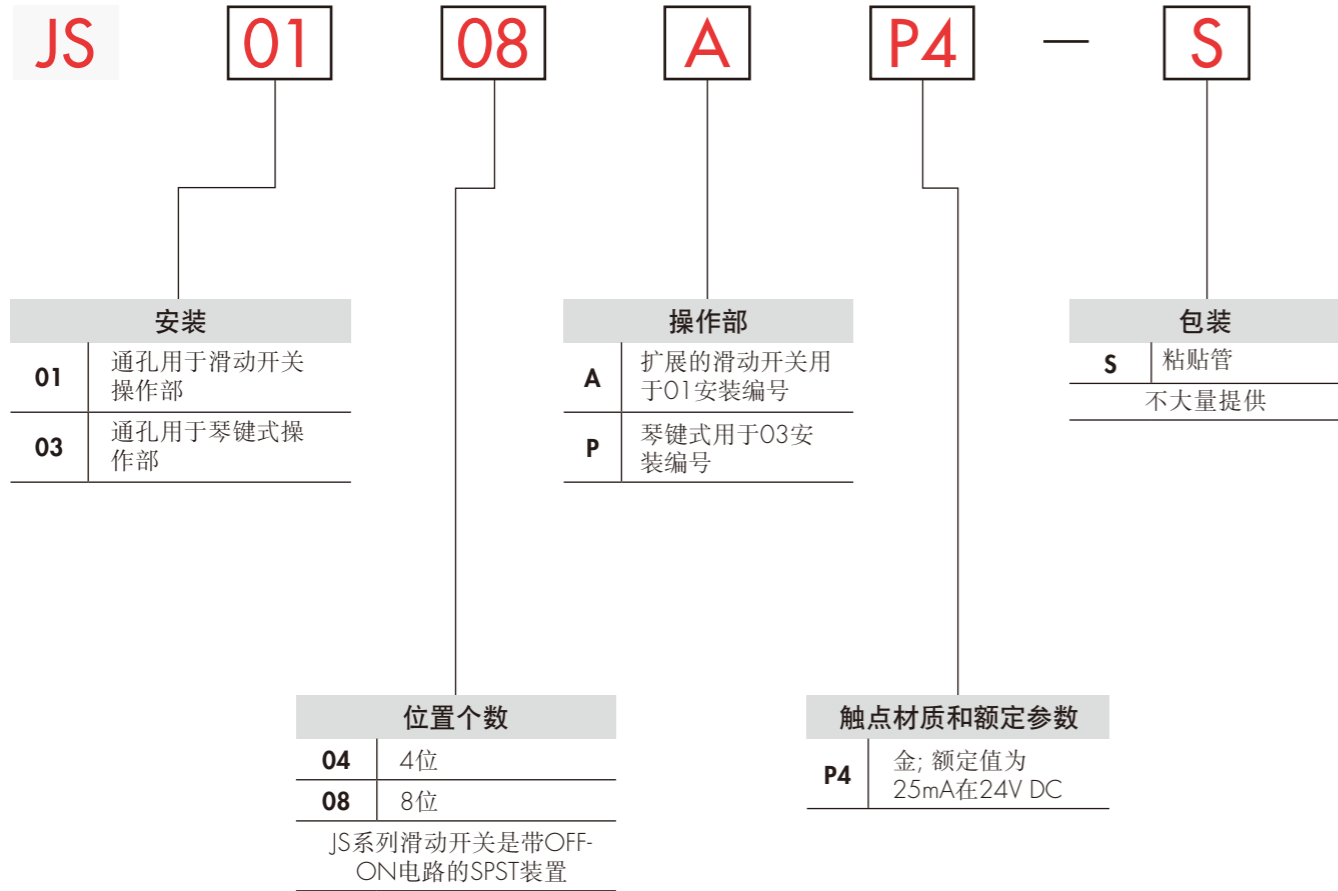 JS 01 08 A P4 — S
安装
01 通孔用于滑动开关
操作部
03 通孔用于琴键式操
作部
操作部
A 扩展的滑动开关用
于01安装编号
P 琴键式用于03安
装编号
包装
S 粘贴管
不大量提供
位置个数
04 4位
08 8位
JS系列滑动开关是带OFF-
ON电路的SPST装置
触点材质和额定参数
P4 金; 额定值为
25mA在24V DC